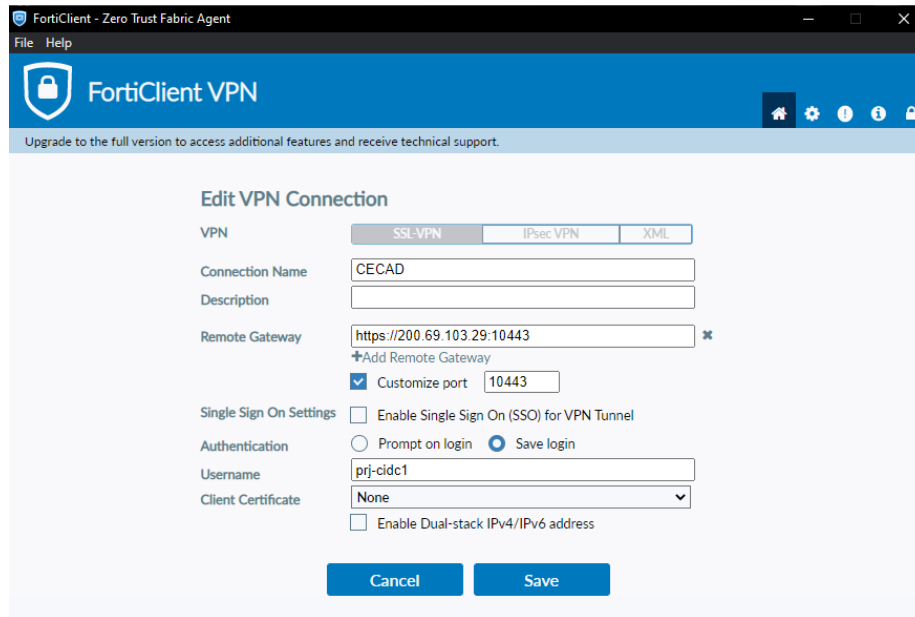 FortiClient - Zero Trust Fabric Agent
File Help
FortiClient VPN
Upgrade to the full version to access additional features and receive technical support.
Edit VPN Connection
VPN SSL-VPN IPsec VPN XML
Connection Name CECAD
Description
Remote Gateway https://200.69.103.29:10443
+Add Remote Gateway
Customize port 10443
Single Sign On Settings Enable Single Sign On (SSO) for VPN Tunnel
Authentication Prompt on login Save login
Username prj-cidc1
Client Certificate None
Enable Dual-stack IPv4/IPv6 address
Cancel Save